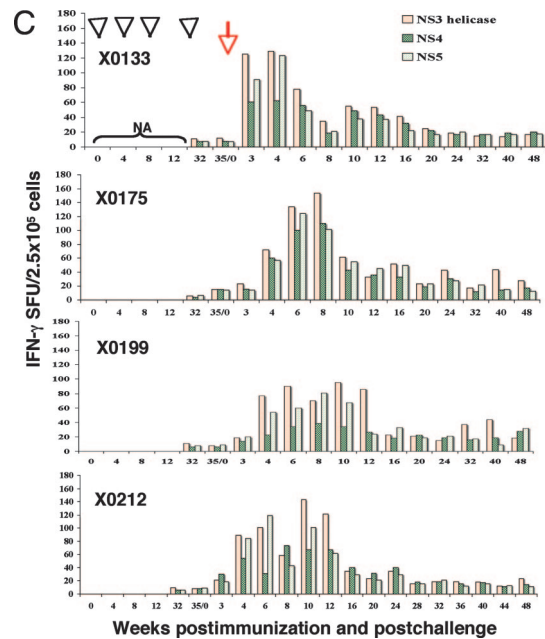 C
NS3 helicase
NS4
NS5
X0133
NA
180
160
140
120
100
80
60
40
20
0
0 4 8 12 32 35/0 3 4 6 8 10 12 16 20 24 32 40 48
X0175
180
160
140
120
100
80
60
40
20
0
0 4 8 12 32 35/0 3 4 6 8 10 12 16 20 24 32 40 48
X0199
180
160
140
120
100
80
60
40
20
0
0 4 8 12 32 35/0 3 4 6 8 10 12 16 20 24 32 40 48
X0212
180
160
140
120
100
80
60
40
20
0
0 4 8 12 32 35/0 3 4 6 8 10 12 16 20 24 28 32 36 40 44 48
IFN-γ SFU/2.5x10⁵ cells
Weeks postimmunization and postchallenge